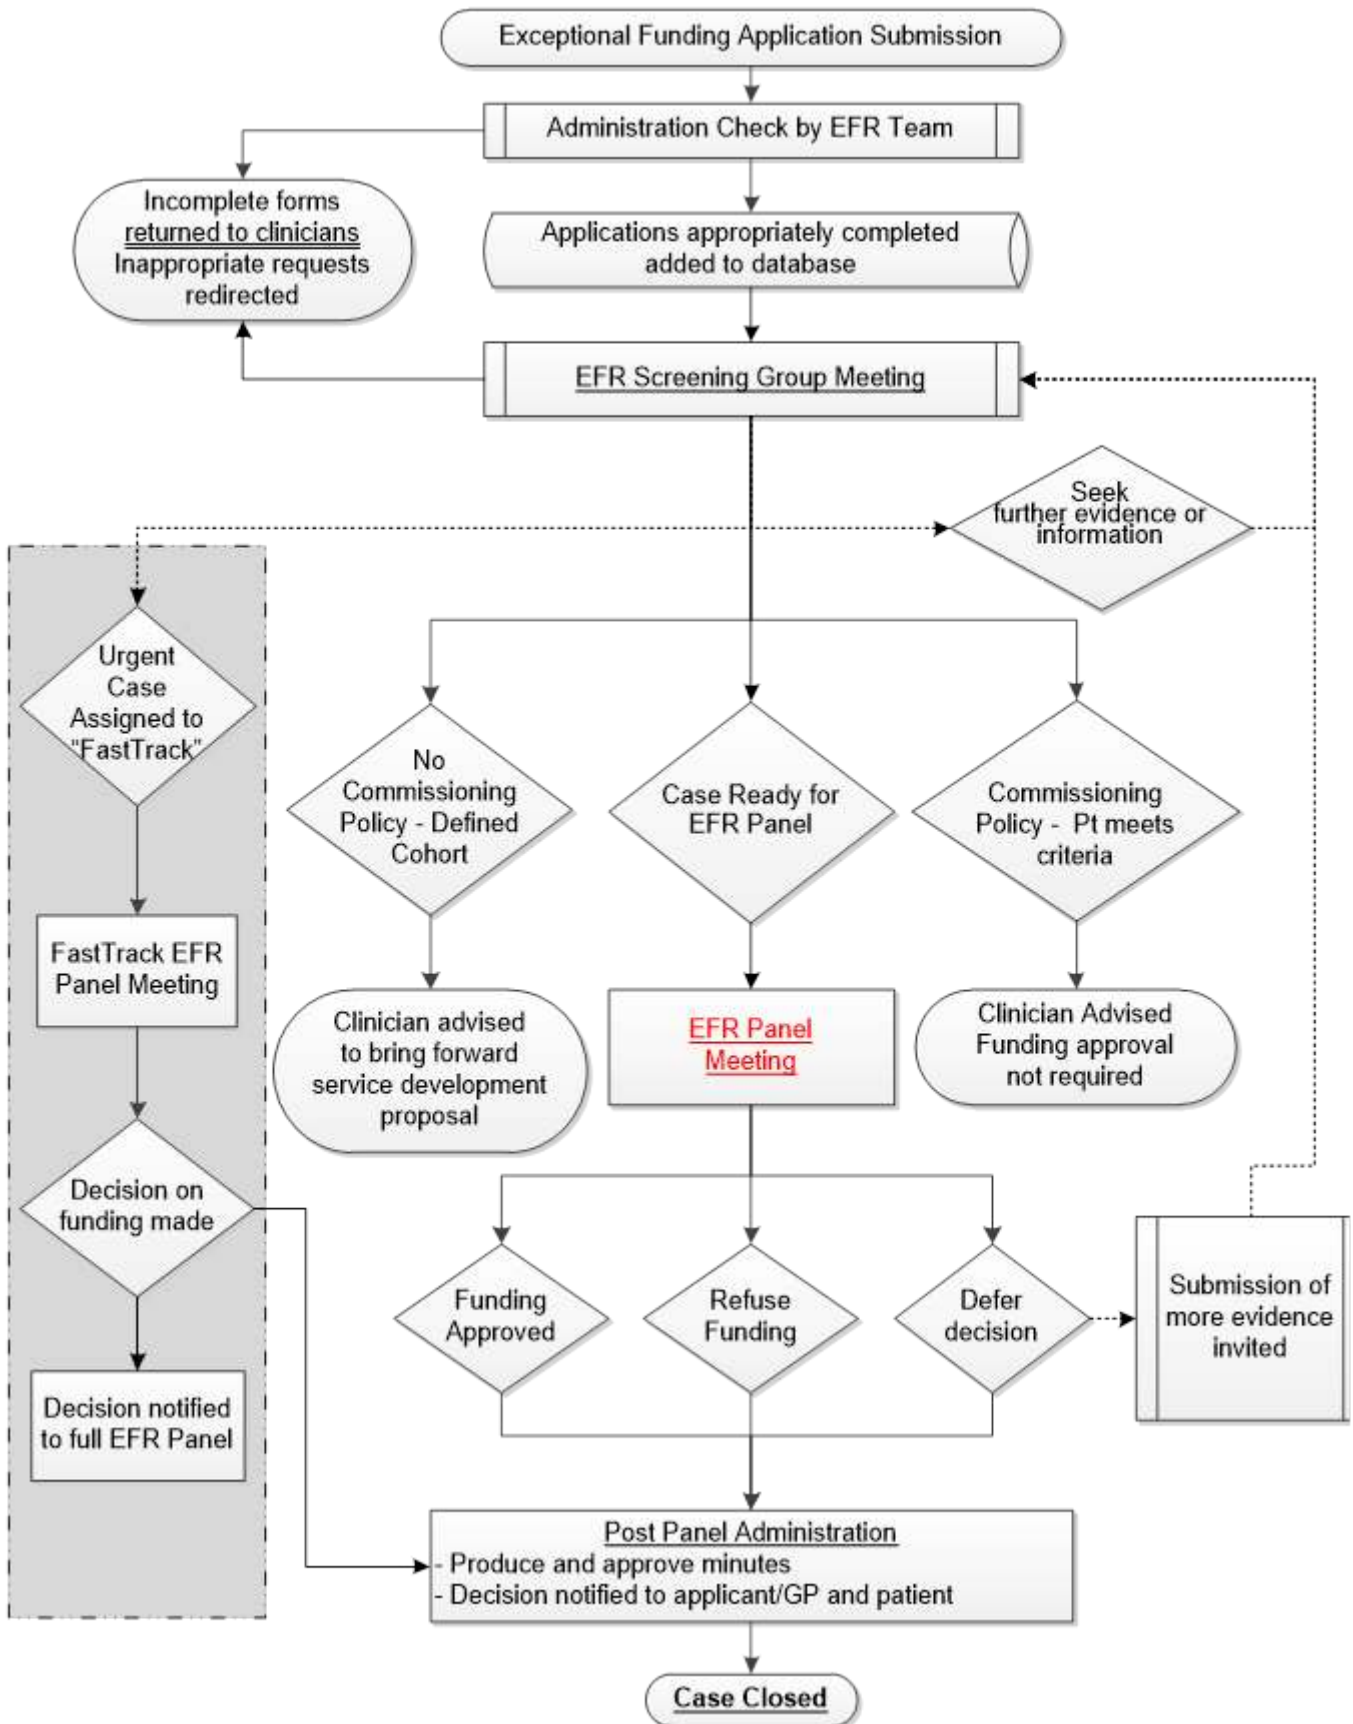 Exceptional Funding Application Submission
Administration Check by EFR Team
Incomplete forms
returned to clinicians
Inappropriate requests
redirected
Applications appropriately completed
added to database
EFR Screening Group Meeting
Seek
further evidence or
information
Urgent
Case
Assigned to
"FastTrack"
No
Commissioning
Policy - Defined
Cohort
Case Ready for
EFR Panel
Commissioning
Policy - Pt meets
criteria
FastTrack EFR
Panel Meeting
Clinician advised
to bring forward
service development
proposal
EFR Panel
Meeting
Clinician Advised
Funding approval
not required
Decision on
funding made
Funding
Approved
Refuse
Funding
Defer
decision
Submission of
more evidence
invited
Decision notified
to full EFR Panel
Post Panel Administration
- Produce and approve minutes
- Decision notified to applicant/GP and patient
Case Closed